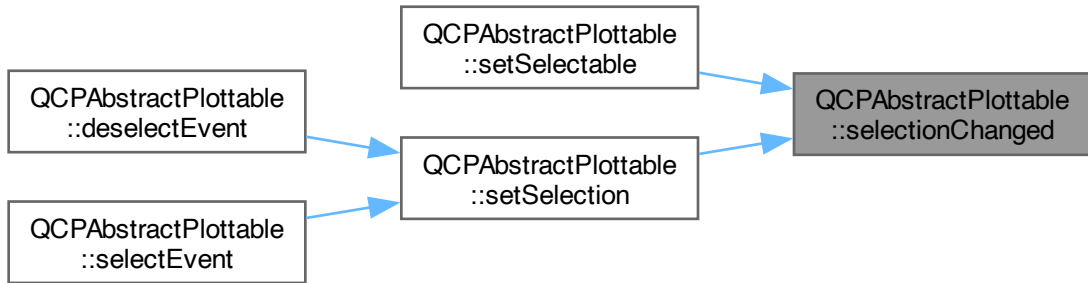 QCPAbstractPlottable
::setSelectable
QCPAbstractPlottable
::deselectEvent
QCPAbstractPlottable
::selectionChanged
QCPAbstractPlottable
::setSelection
QCPAbstractPlottable
::selectEvent